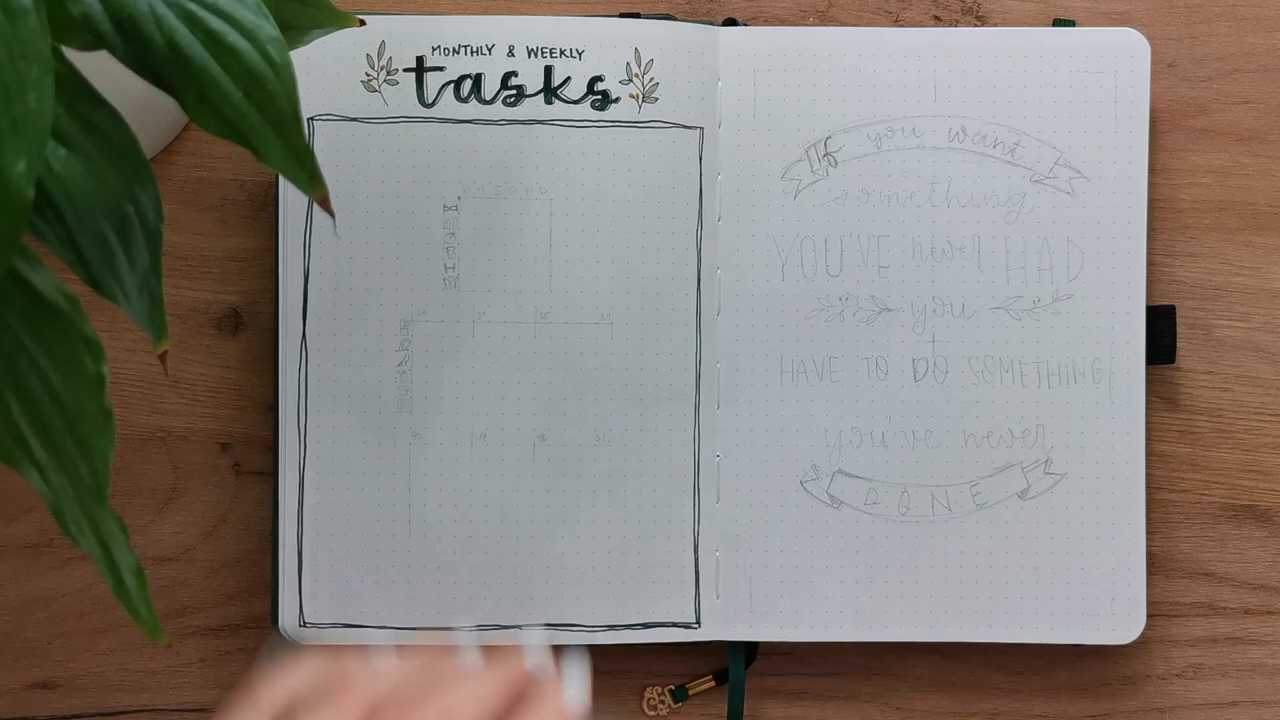 MONTHLY & WEEKLY
tasks
If you want
something
YOU'VE never HAD
you
HAVE TO DO SOMETHING
you've never
DONE